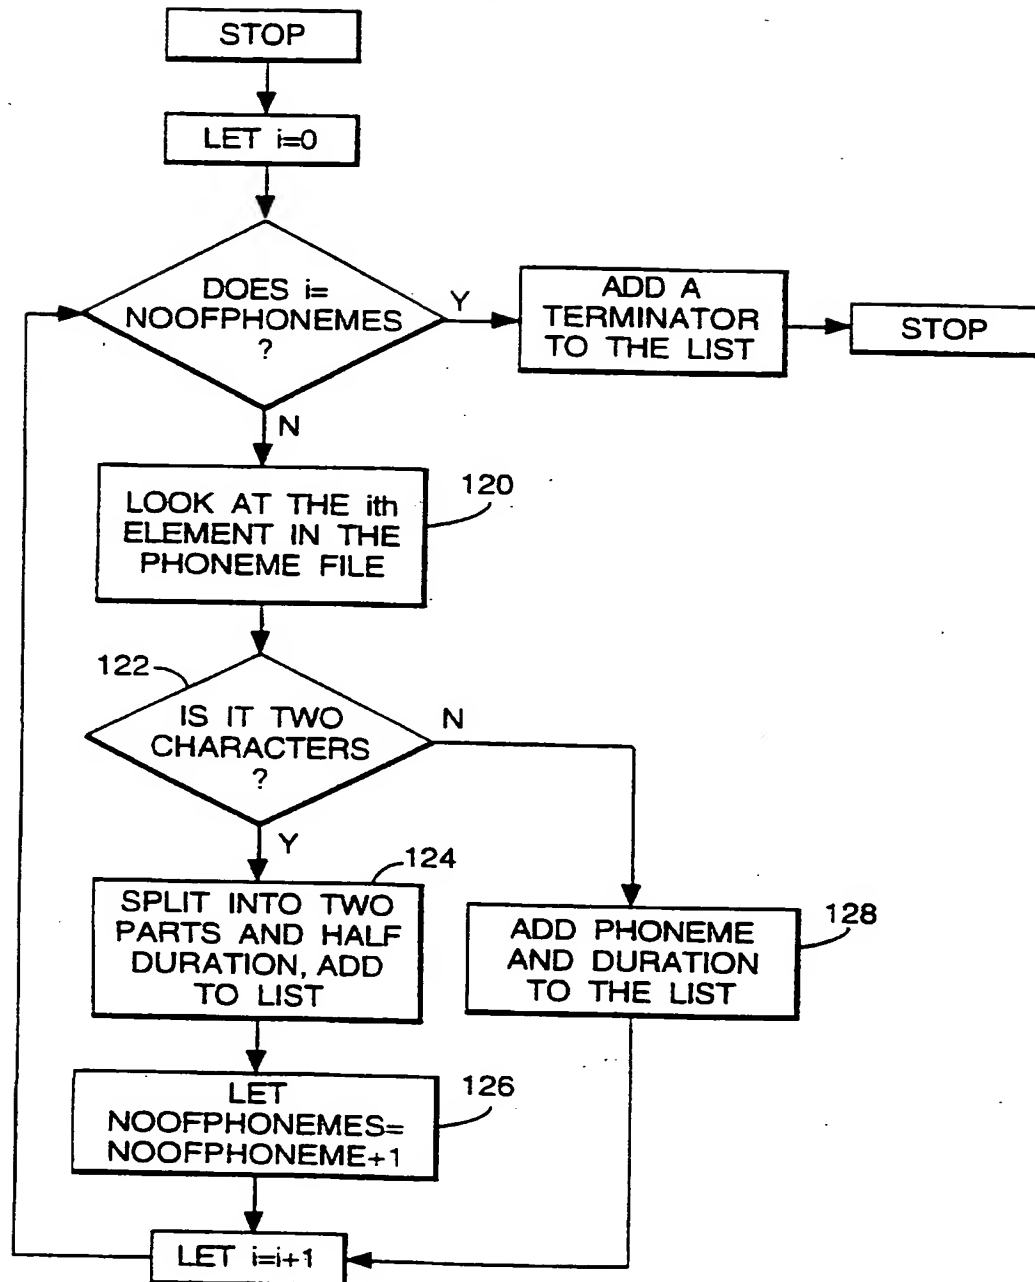 STOP
LET i=0
DOES i=
NOOFPHONEMES
?
Y
ADD A
TERMINATOR
TO THE LIST
STOP
N
LOOK AT THE ith
ELEMENT IN THE
PHONEME FILE
120
122
IS IT TWO
CHARACTERS
?
N
Y
124
SPLIT INTO TWO
PARTS AND HALF
DURATION, ADD
TO LIST
ADD PHONEME
AND DURATION
TO THE LIST
128
LET
NOOFPHONEMES=
NOOFPHONEME+1
126
LET i=i+1